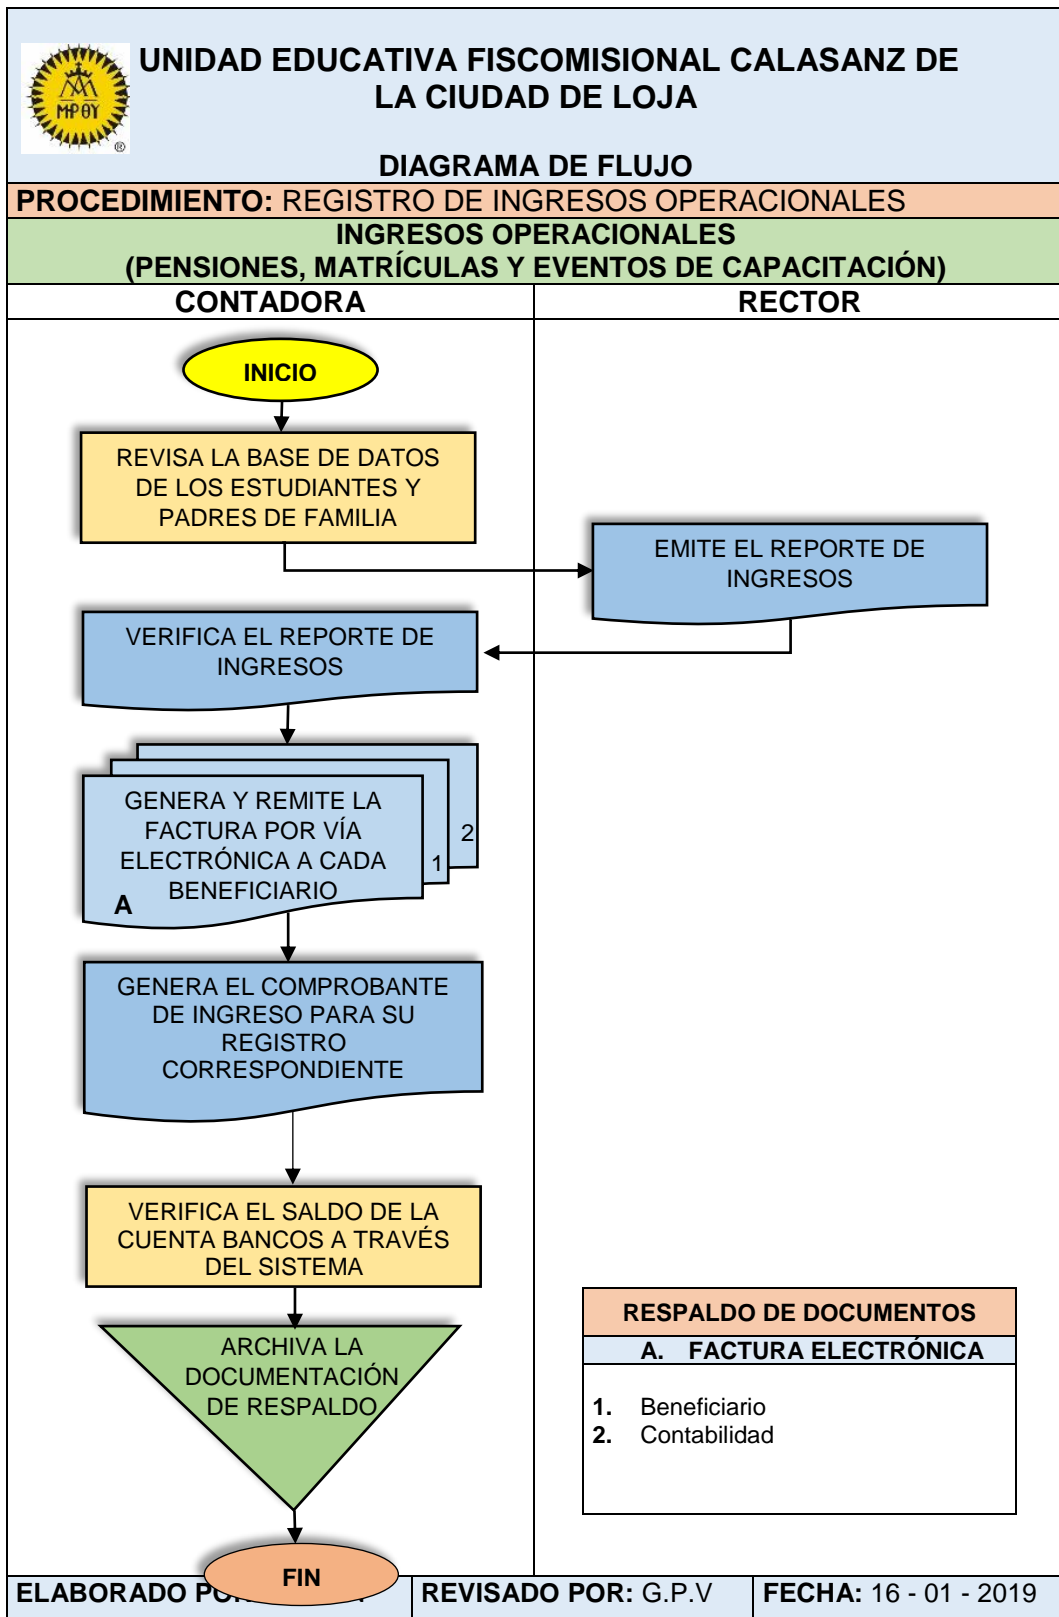 UNIDAD EDUCATIVA FISCOMISIONAL CALASANZ DE
LA CIUDAD DE LOJA
DIAGRAMA DE FLUJO
PROCEDIMIENTO: REGISTRO DE INGRESOS OPERACIONALES
INGRESOS OPERACIONALES
(PENSIONES, MATRÍCULAS Y EVENTOS DE CAPACITACIÓN)
CONTADORA
RECTOR
INICIO
REVISA LA BASE DE DATOS
DE LOS ESTUDIANTES Y
PADRES DE FAMILIA
EMITE EL REPORTE DE
INGRESOS
VERIFICA EL REPORTE DE
INGRESOS
GENERA Y REMITE LA
FACTURA POR VÍA
ELECTRÓNICA A CADA
BENEFICIARIO
A
1
2
GENERA EL COMPROBANTE
DE INGRESO PARA SU
REGISTRO
CORRESPONDIENTE
VERIFICA EL SALDO DE LA
CUENTA BANCOS A TRAVÉS
DEL SISTEMA
ARCHIVA LA
DOCUMENTACIÓN
DE RESPALDO
RESPALDO DE DOCUMENTOS
A. FACTURA ELECTRÓNICA
1. Beneficiario
2. Contabilidad
FIN
ELABORADO
REVISADO POR: G.P.V
FECHA: 16 - 01 - 2019